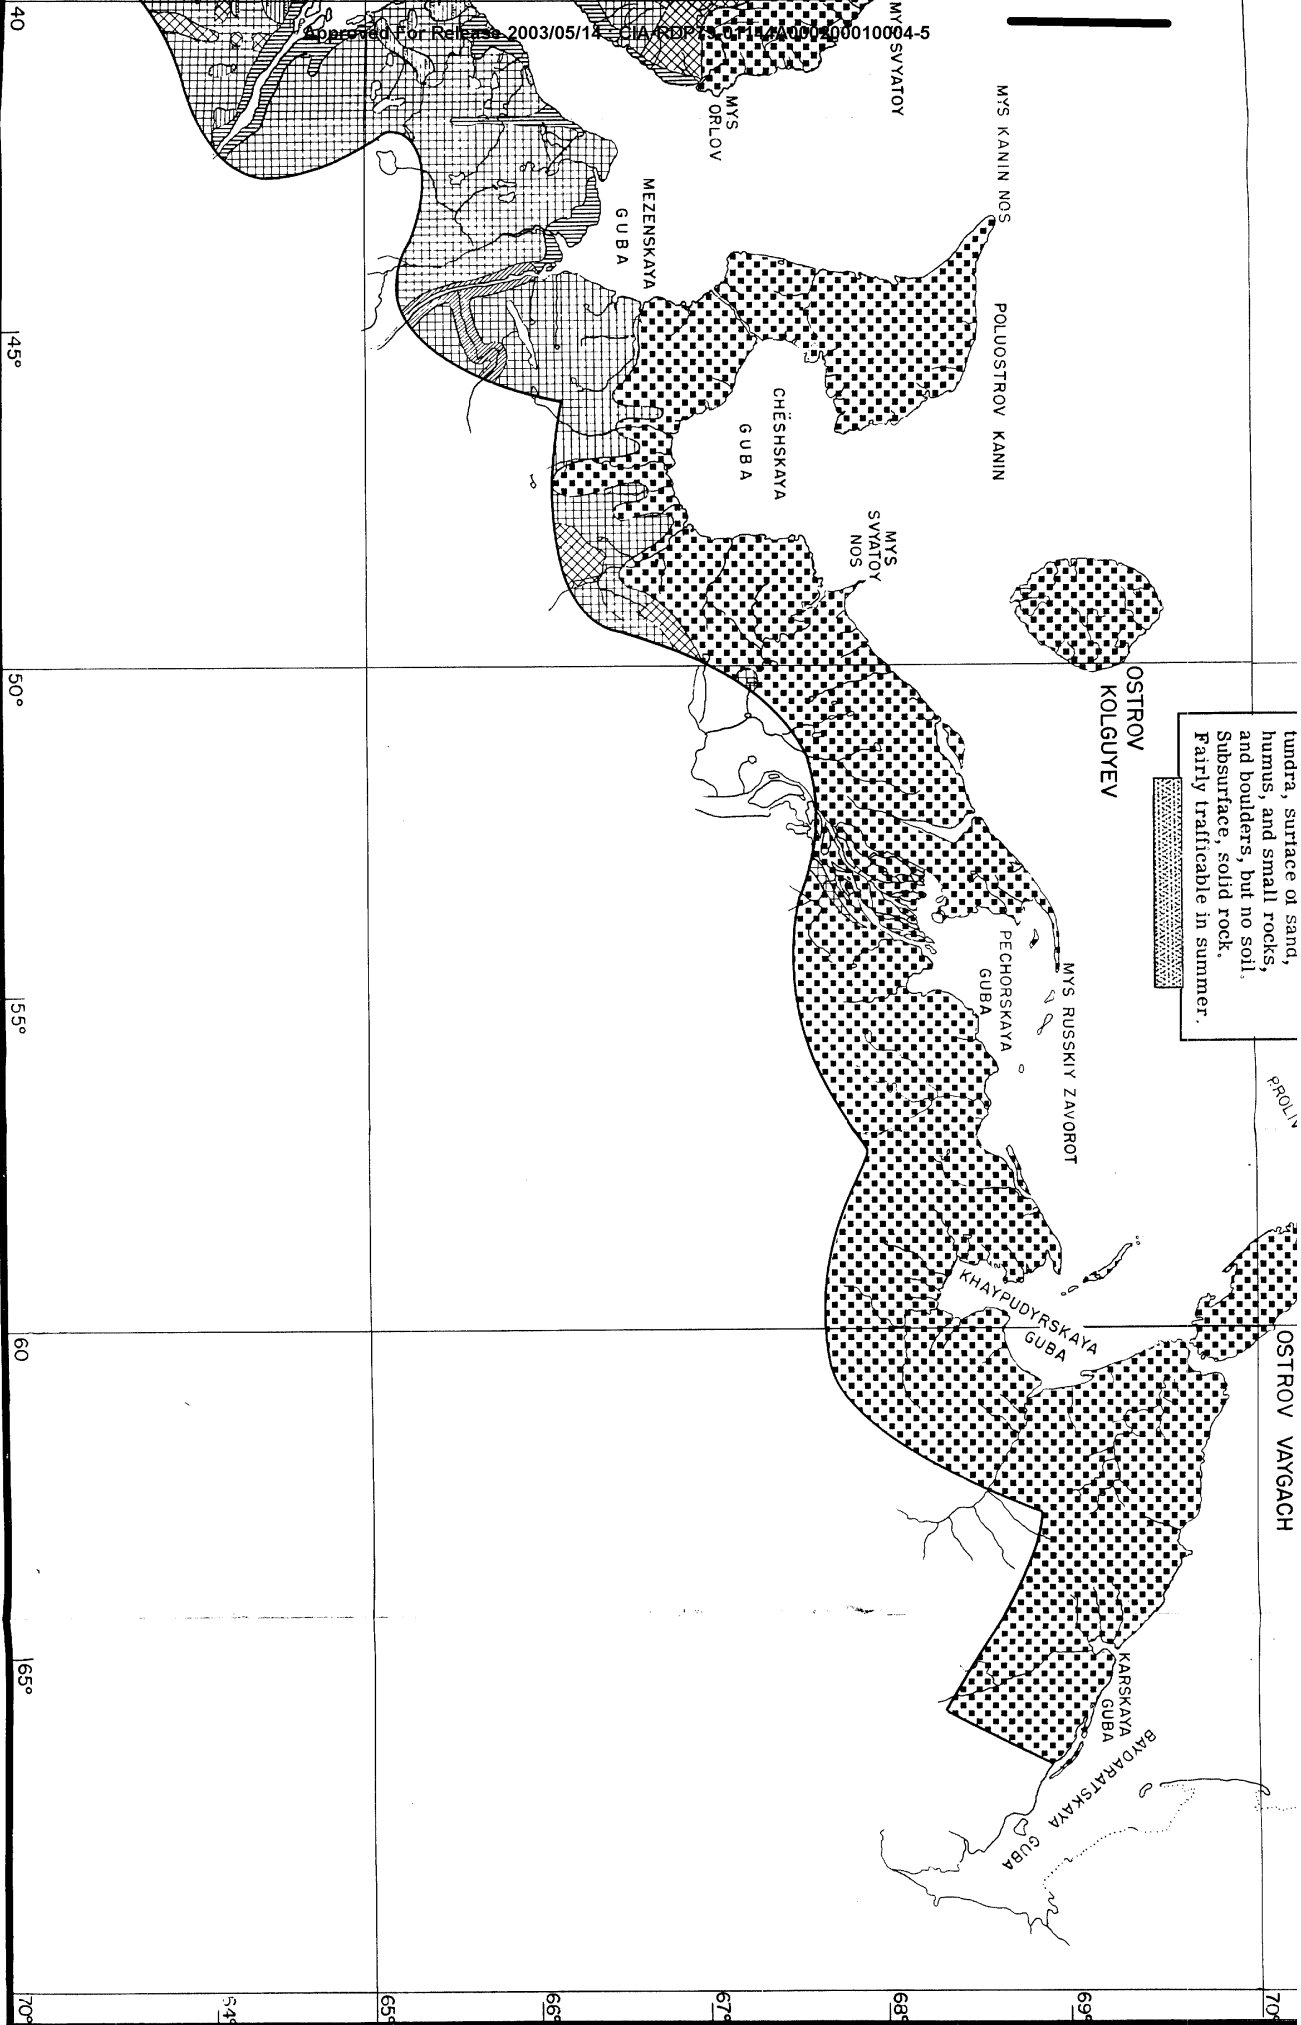 Approved For Release 2003/05/14 : CIA-RDP73-01144A000200010004-5
tundra, surface of sand,
humus, and small rocks,
and boulders, but no soil.
Subsurface, solid rock.
Fairly trafficable in summer.
OSTROV VAYGACH
OSTROV
KOLGUYEV
MYS SVYATOY
MYS
ORLOV
MYS KANIN NOS
POLUOSTROV KANIN
MEZENSKAYA
GUBA
CHËSHSKAYA
GUBA
MYS
SVYATOY
NOS
MYS RUSSKIY ZAVOROT
PECHORSKAYA
GUBA
KHAYPUDYRSKAYA
GUBA
KARSKAYA
GUBA
BAYDARATSKAYA
GUBA
40
45°
50°
55°
60
65°
70°
70°
69°
68°
67°
66°
65°
64°